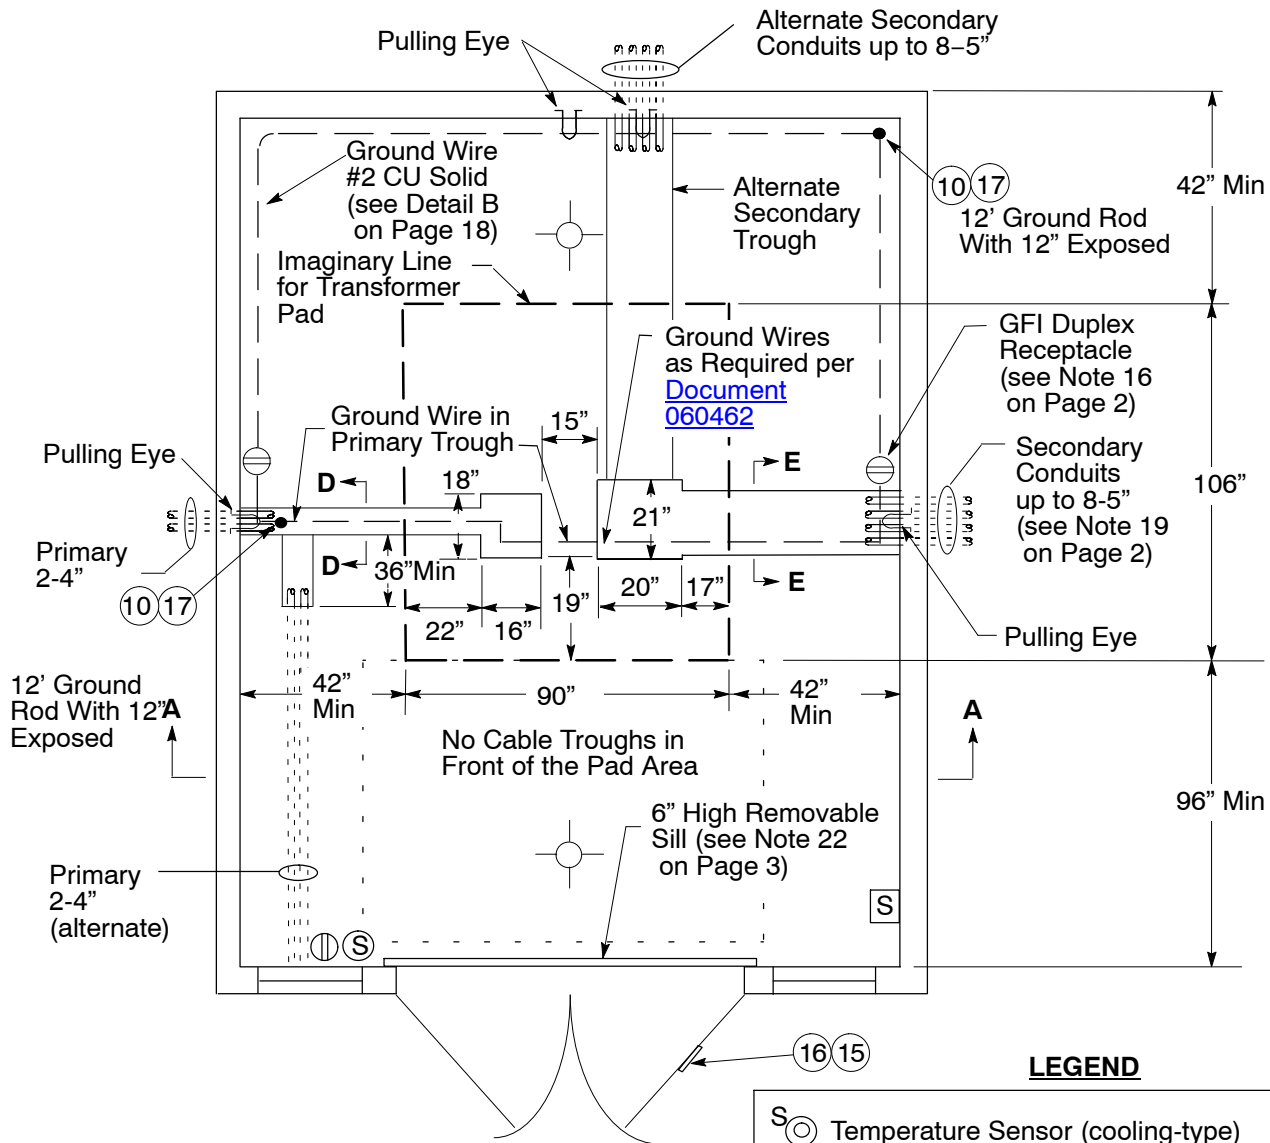 Alternate Secondary
Conduits up to 8–5”
Pulling Eye
Ground Wire
#2 CU Solid
(see Detail B
on Page 18)
Alternate
Secondary
Trough
10 17
12’ Ground Rod
With 12” Exposed
42” Min
Imaginary Line
for Transformer
Pad
Ground Wires
as Required per
Document
060462
GFI Duplex
Receptacle
(see Note 16
on Page 2)
Ground Wire in
Primary Trough
15”
Pulling Eye
D
18”
E
21”
Secondary
Conduits
up to 8-5”
(see Note 19
on Page 2)
106”
Primary
2-4”
D
36”Min
19”
20”
17”
E
10 17
22”
16”
Pulling Eye
12’ Ground
Rod With 12”
Exposed
A
42”
Min
90”
42”
Min
A
No Cable Troughs in
Front of the Pad Area
96” Min
6” High Removable
Sill (see Note 22
on Page 3)
Primary
2-4”
(alternate)
S
S
16 15
LEGEND
S Temperature Sensor (cooling-type)